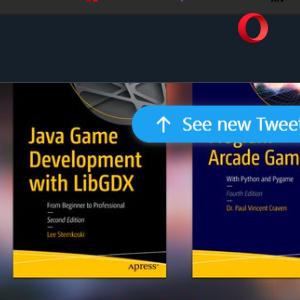 See new Tweet
Java Game
Development
with LibGDX
From Beginner to Professional
Second Edition
Lee Stemkoski
Apress®
Arcade Gam
With Python and Pygame
Fourth Edition
Dr. Paul Vincent Craven